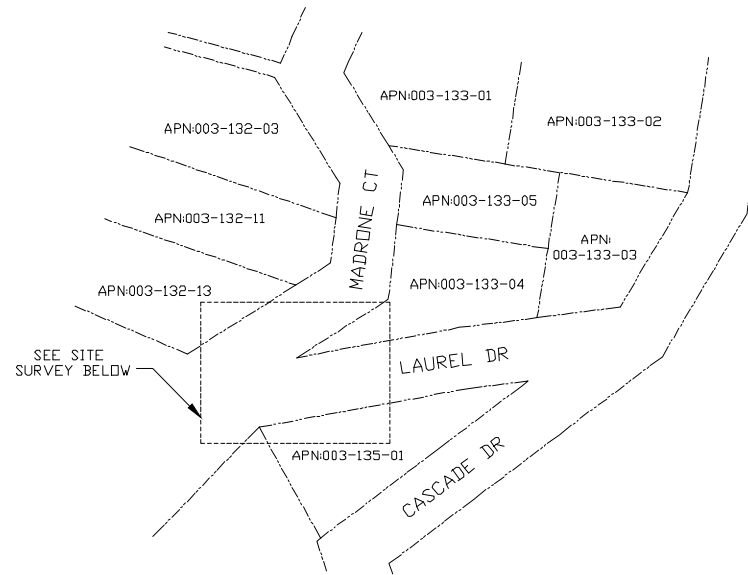 APN:003-133-01
APN:003-133-02
APN:003-132-03
APN:003-133-05
APN:003-132-11
MADRONE CT
APN:
003-133-03
APN:003-132-13
APN:003-133-04
SEE SITE
SURVEY BELOW
LAUREL DR
APN:003-135-01
CASCADE DR